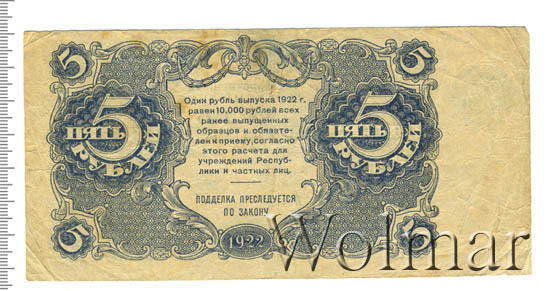 5 5
Один рубль выпуска 1922 г.
равен 10.000 рублей всех
ранее выпущенных
образцов и обязате-
лен к приему, согласно
этого расчета для
учреждений Респуб-
лики и частных лиц.
5 5
ПЯТЬ ПЯТЬ
РУБЛЕЙ РУБЛЕЙ
ПОДДЕЛКА ПРЕСЛЕДУЕТСЯ
ПО ЗАКОНУ
5 1922 5
Wolmar